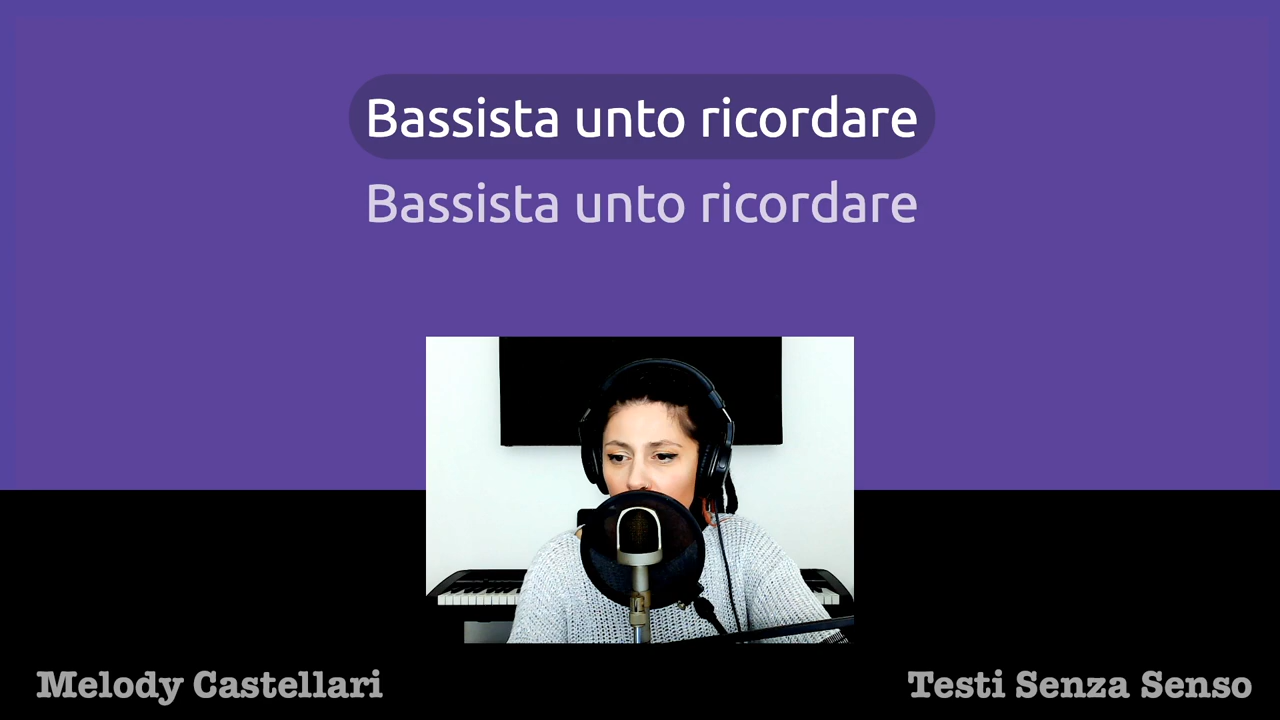 Bassista unto ricordare
Bassista unto ricordare
Melody Castellari
Testi Senza Senso